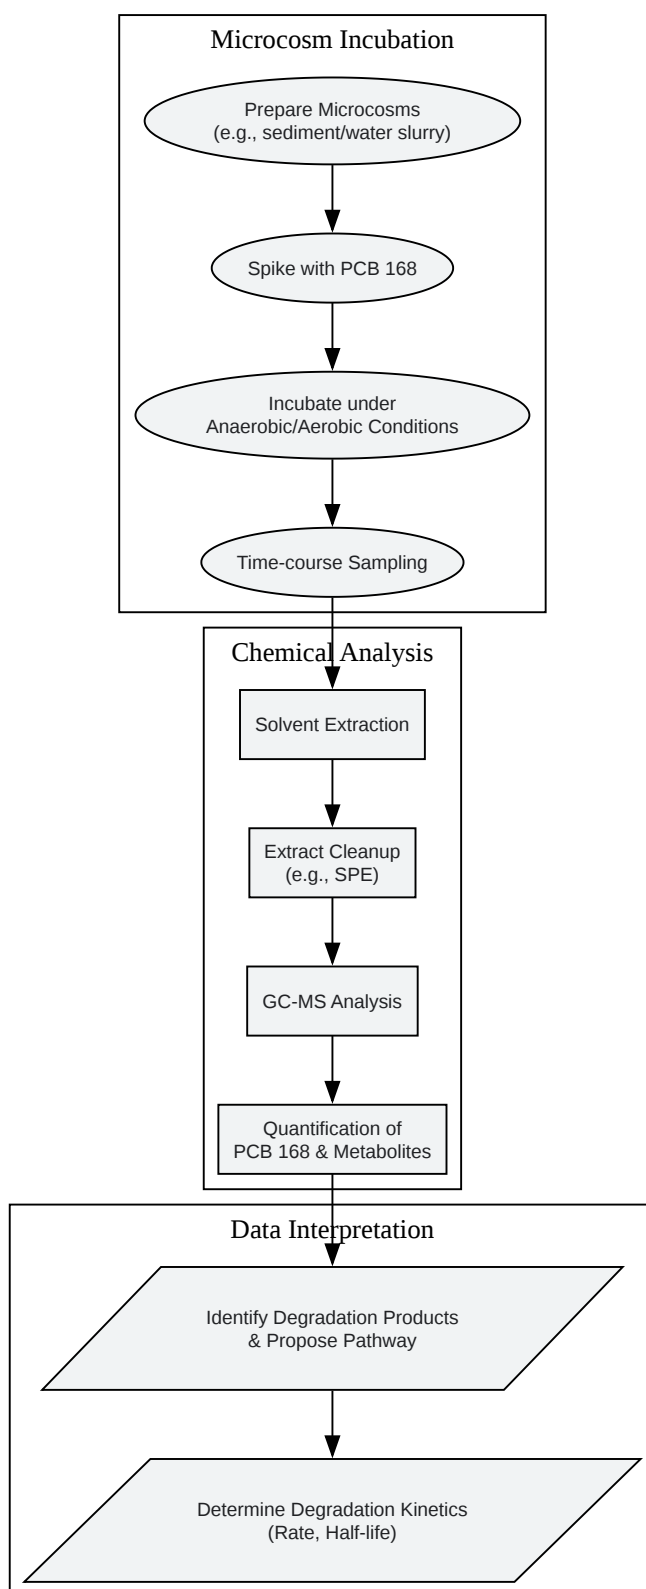 Microcosm Incubation
Prepare Microcosms
(e.g., sediment/water slurry)
Spike with PCB 168
Incubate under
Anaerobic/Aerobic Conditions
Time-course Sampling
Chemical Analysis
Solvent Extraction
Extract Cleanup
(e.g., SPE)
GC-MS Analysis
Quantification of
PCB 168 & Metabolites
Data Interpretation
Identify Degradation Products
& Propose Pathway
Determine Degradation Kinetics
(Rate, Half-life)